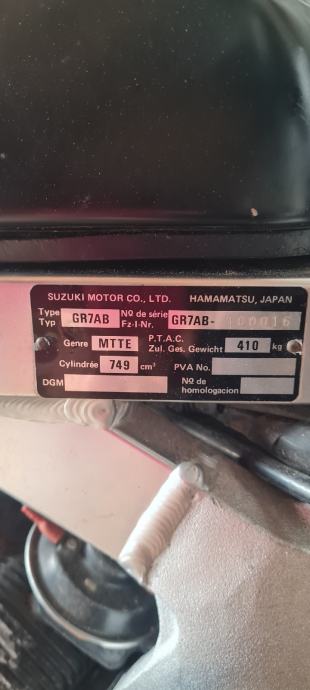 SUZUKI MOTOR CO., LTD. HAMAMATSU, JAPAN
Type GR7AB Nº de série GR7AB-100016
Typ Fz-I-Nr.
Genre MTTE P.T.A.C. 410 kg
Zul. Ges. Gewicht
Cylindrée 749 cm³ PVA No.
DGM Nº de
homologacion